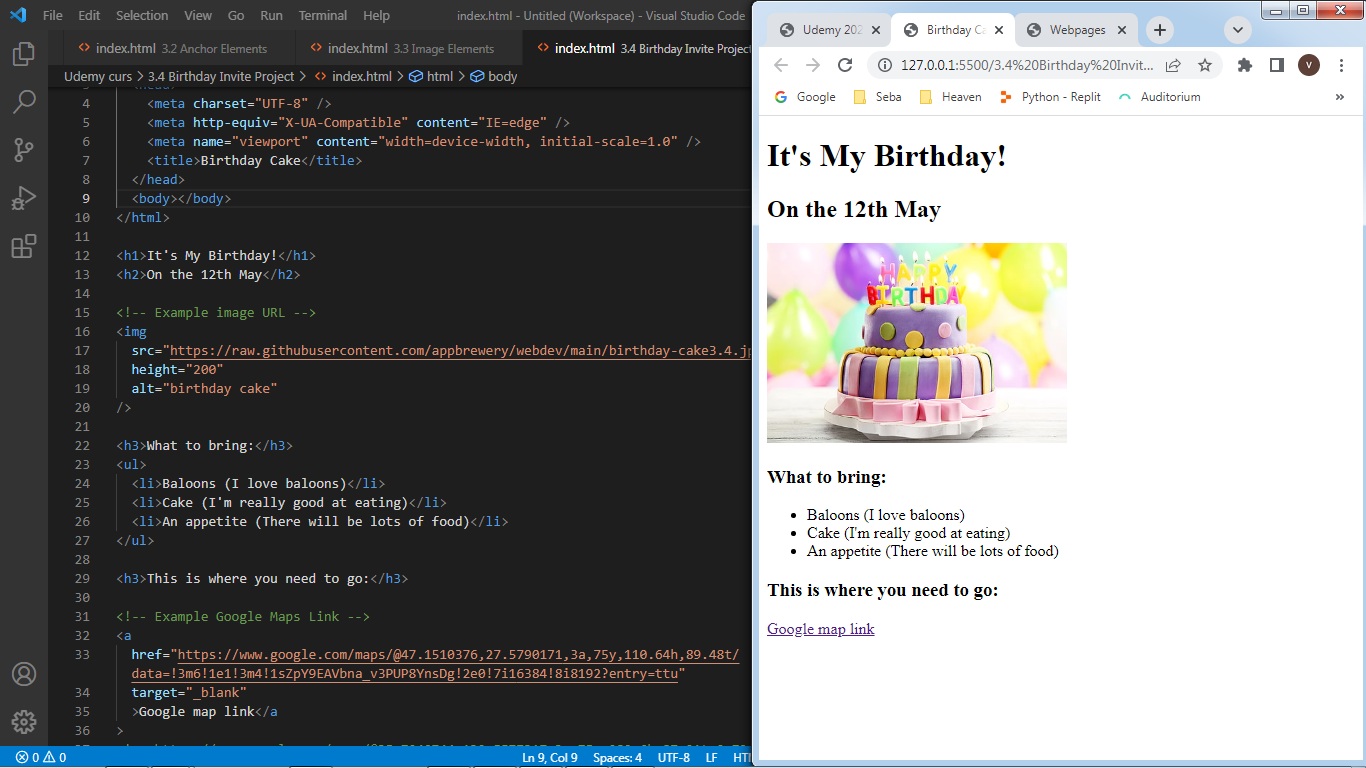 File Edit Selection View Go Run Terminal Help index.html - Untitled (Workspace) - Visual Studio Code
index.html 3.2 Anchor Elements index.html 3.3 Image Elements index.html 3.4 Birthday Invite Project
Udemy curs > 3.4 Birthday Invite Project > index.html > html > body
4 <meta charset="UTF-8" />
5 <meta http-equiv="X-UA-Compatible" content="IE=edge" />
6 <meta name="viewport" content="width=device-width, initial-scale=1.0" />
7 <title>Birthday Cake</title>
8 </head>
9 <body></body>
10 </html>
11
12 <h1>It's My Birthday!</h1>
13 <h2>On the 12th May</h2>
14
15 <!-- Example image URL -->
16 <img
17 src="https://raw.githubusercontent.com/appbrewery/webdev/main/birthday-cake3.4.jp
18 height="200"
19 alt="birthday cake"
20 />
21
22 <h3>What to bring:</h3>
23 <ul>
24 <li>Baloons (I love baloons)</li>
25 <li>Cake (I'm really good at eating)</li>
26 <li>An appetite (There will be lots of food)</li>
27 </ul>
28
29 <h3>This is where you need to go:</h3>
30
31 <!-- Example Google Maps Link -->
32 <a
33 href="https://www.google.com/maps/@47.1510376,27.5790171,3a,75y,110.64h,89.48t/
data=!3m6!1e1!3m4!1sZpY9EAVbna_v3PUP8YnsDg!2e0!7i16384!8i8192?entry=ttu"
34 target="_blank"
35 >Google map link</a
36 >
0 0 Ln 9, Col 9 Spaces: 4 UTF-8 LF HT
Udemy 202 Birthday Ca Webpages
127.0.0.1:5500/3.4%20Birthday%20Invit... v
Google Seba Heaven Python - Replit Auditorium »
It's My Birthday!
On the 12th May
HAPPY
BIRTHDAY
What to bring:
Baloons (I love baloons)
Cake (I'm really good at eating)
An appetite (There will be lots of food)
This is where you need to go:
Google map link